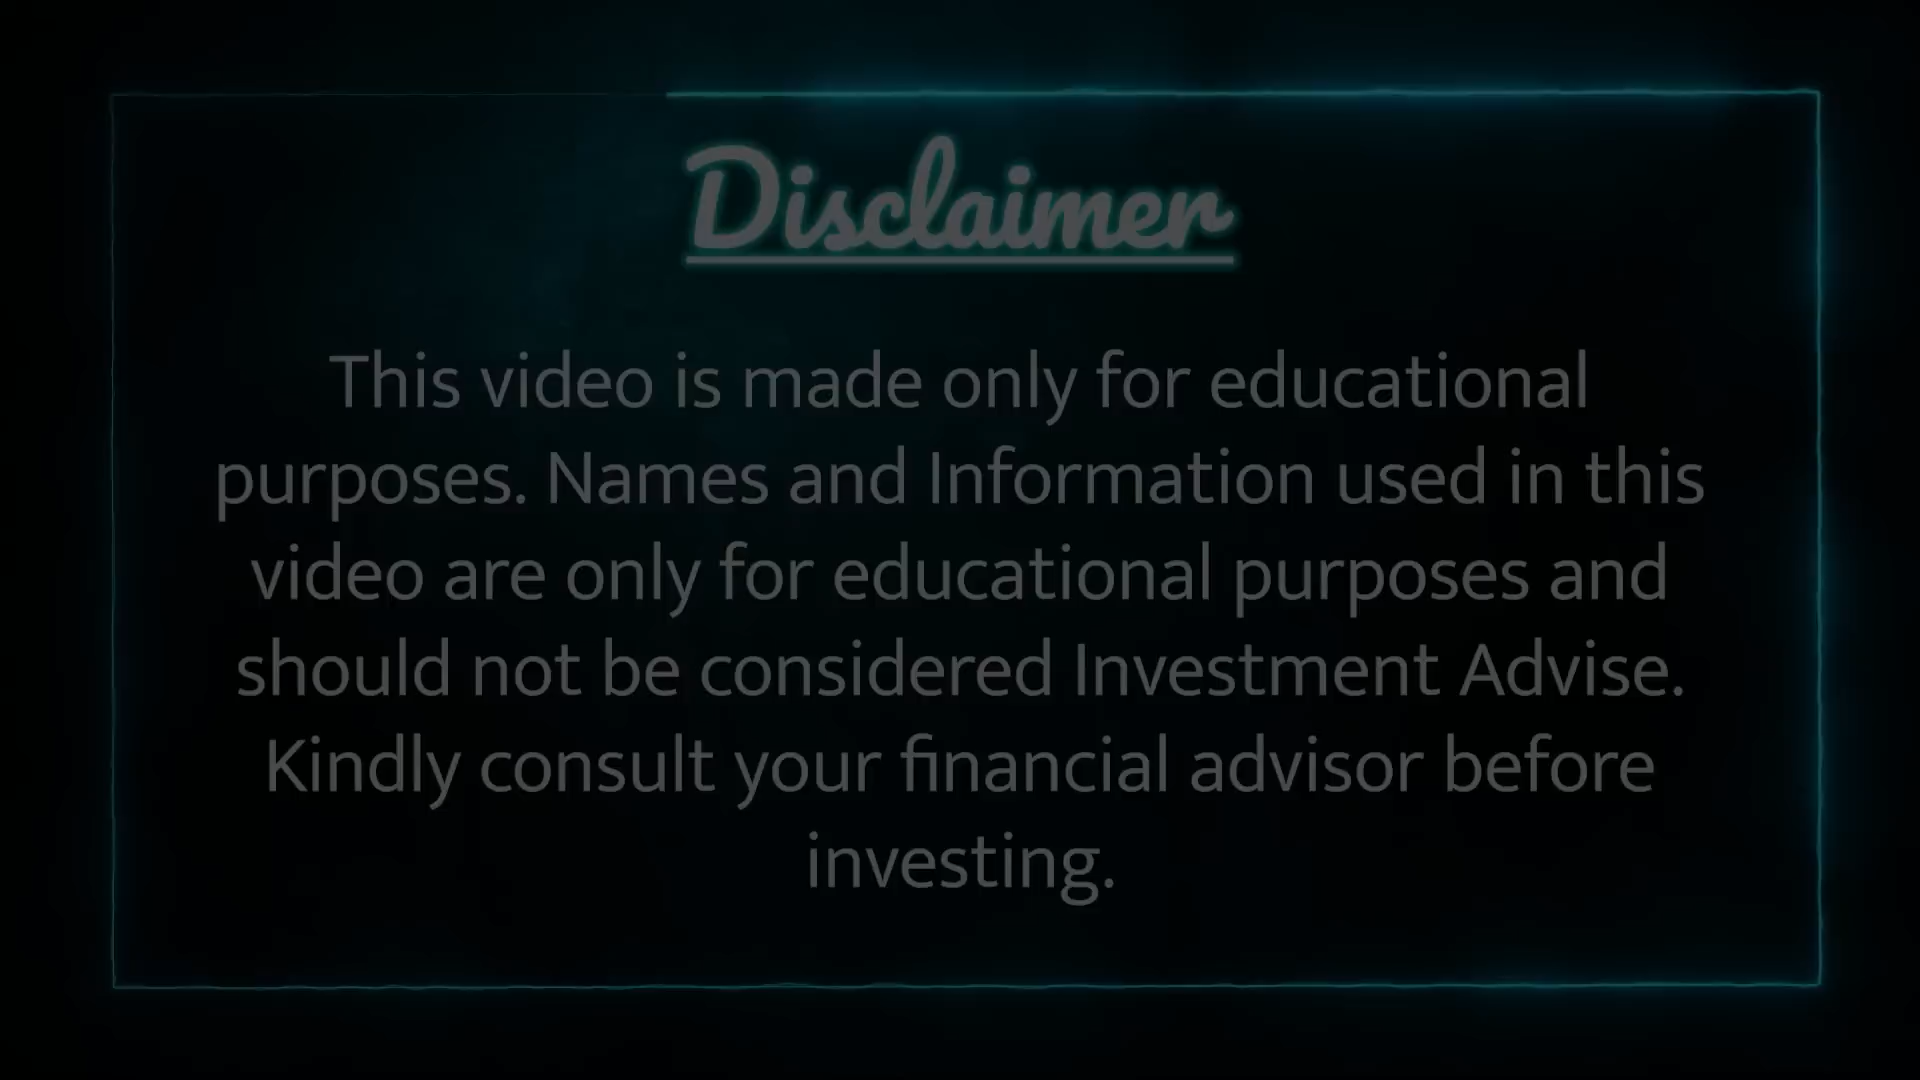 Disclaimer
This video is made only for educational
purposes. Names and Information used in this
video are only for educational purposes and
should not be considered Investment Advise.
Kindly consult your financial advisor before
investing.